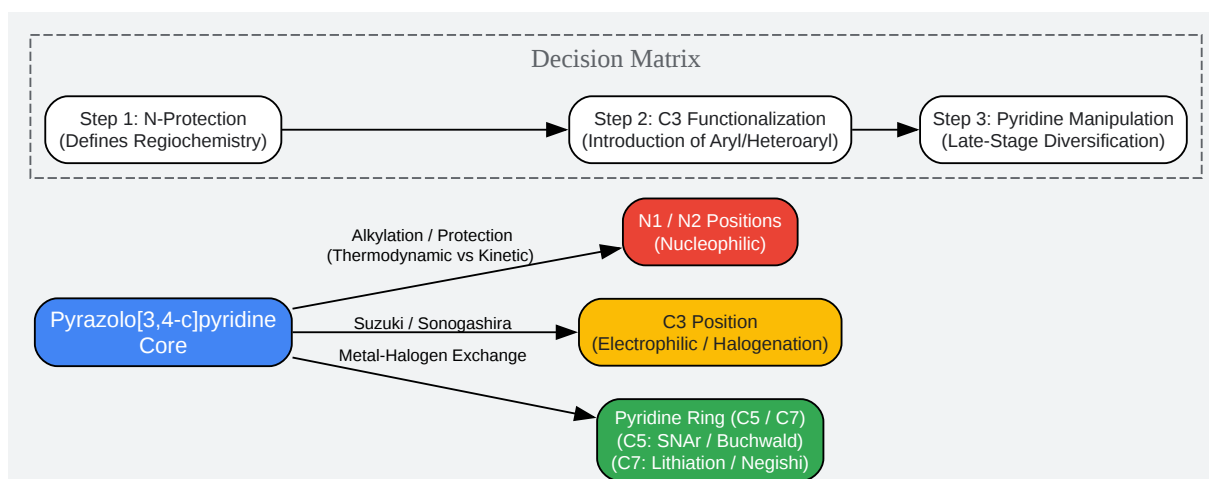 Decision Matrix
Step 1: N-Protection
(Defines Regiochemistry)
Step 2: C3 Functionalization
(Introduction of Aryl/Heteroaryl)
Step 3: Pyridine Manipulation
(Late-Stage Diversification)
Alkylation / Protection
(Thermodynamic vs Kinetic)
N1 / N2 Positions
(Nucleophilic)
Pyrazolo[3,4-c]pyridine
Core
Suzuki / Sonogashira
C3 Position
(Electrophilic / Halogenation)
Metal-Halogen Exchange
Pyridine Ring (C5 / C7)
(C5: SNAr / Buchwald)
(C7: Lithiation / Negishi)